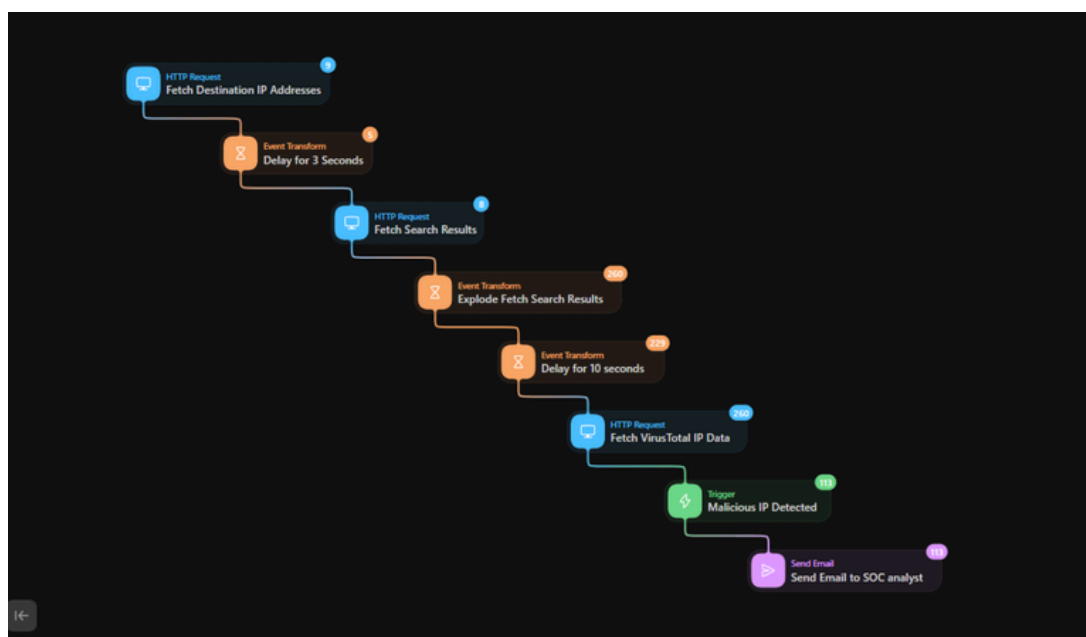 9
HTTP Request
Fetch Destination IP Addresses
5
Event Transform
Delay for 3 Seconds
8
HTTP Request
Fetch Search Results
260
Event Transform
Explode Fetch Search Results
229
Event Transform
Delay for 10 seconds
260
HTTP Request
Fetch VirusTotal IP Data
113
Trigger
Malicious IP Detected
113
Send Email
Send Email to SOC analyst